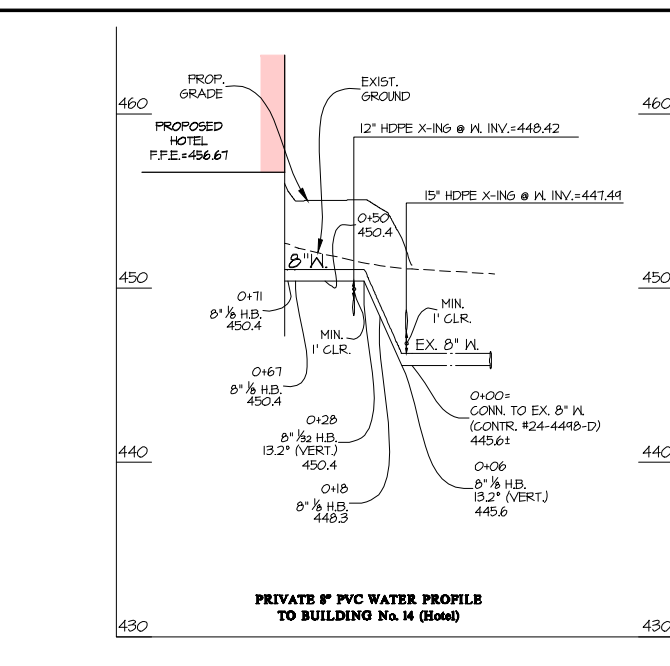 PROP.
GRADE
EXIST.
GROUND
460
460
PROPOSED
HOTEL
F.F.E.=456.67
12" HDPE X-ING @ W. INV.=448.42
15" HDPE X-ING @ W. INV.=447.49
0+50
450.4
8"W.
450
450
0+71
8" 1/8 H.B.
450.4
MIN.
1' CLR.
MIN.
1' CLR.
EX. 8" W.
0+67
8" 1/8 H.B.
450.4
0+00=
CONN. TO EX. 8" W.
(CONTR. #24-4498-D)
445.6±
0+28
8" 1/32 H.B.
13.2° (VERT.)
450.4
440
440
0+06
8" 1/8 H.B.
13.2° (VERT.)
445.6
0+18
8" 1/8 H.B.
448.3
PRIVATE 8" PVC WATER PROFILE
TO BUILDING No. 14 (Hotel)
430
430